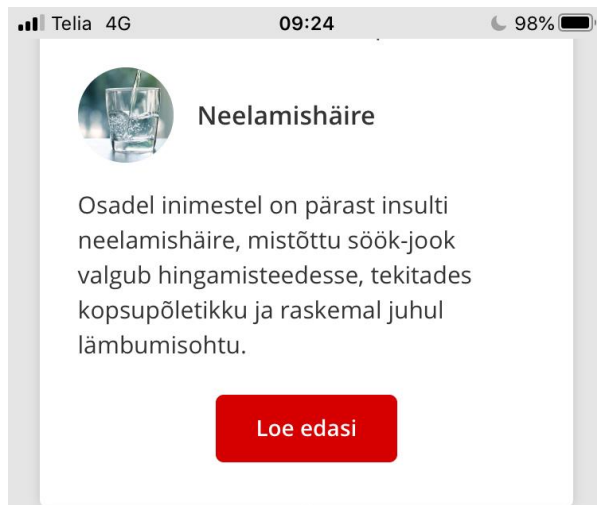 Telia 4G 09:24 98%
Neelamishäire
Osadel inimestel on pärast insulti
neelamishäire, mistõttu söök-jook
valgub hingamisteedesse, tekitades
kopsupõletikku ja raskemal juhul
lämbumisohtu.
Loe edasi